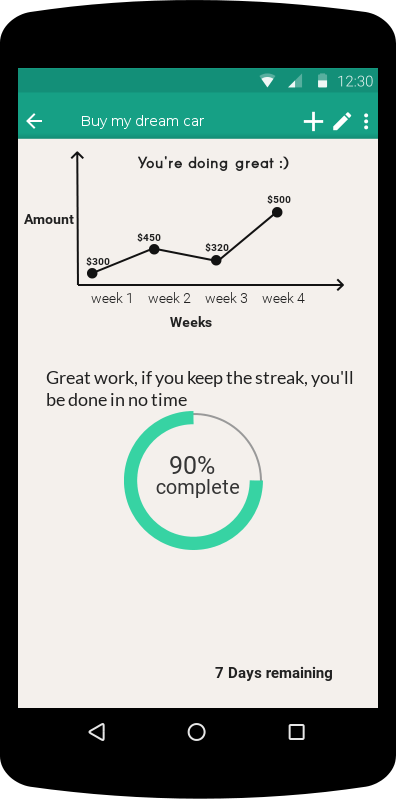 12:30
Buy my dream car
You're doing great :)
Amount
$300
$450
$320
$500
week 1 week 2 week 3 week 4
Weeks
Great work, if you keep the streak, you'll
be done in no time
90%
complete
7 Days remaining